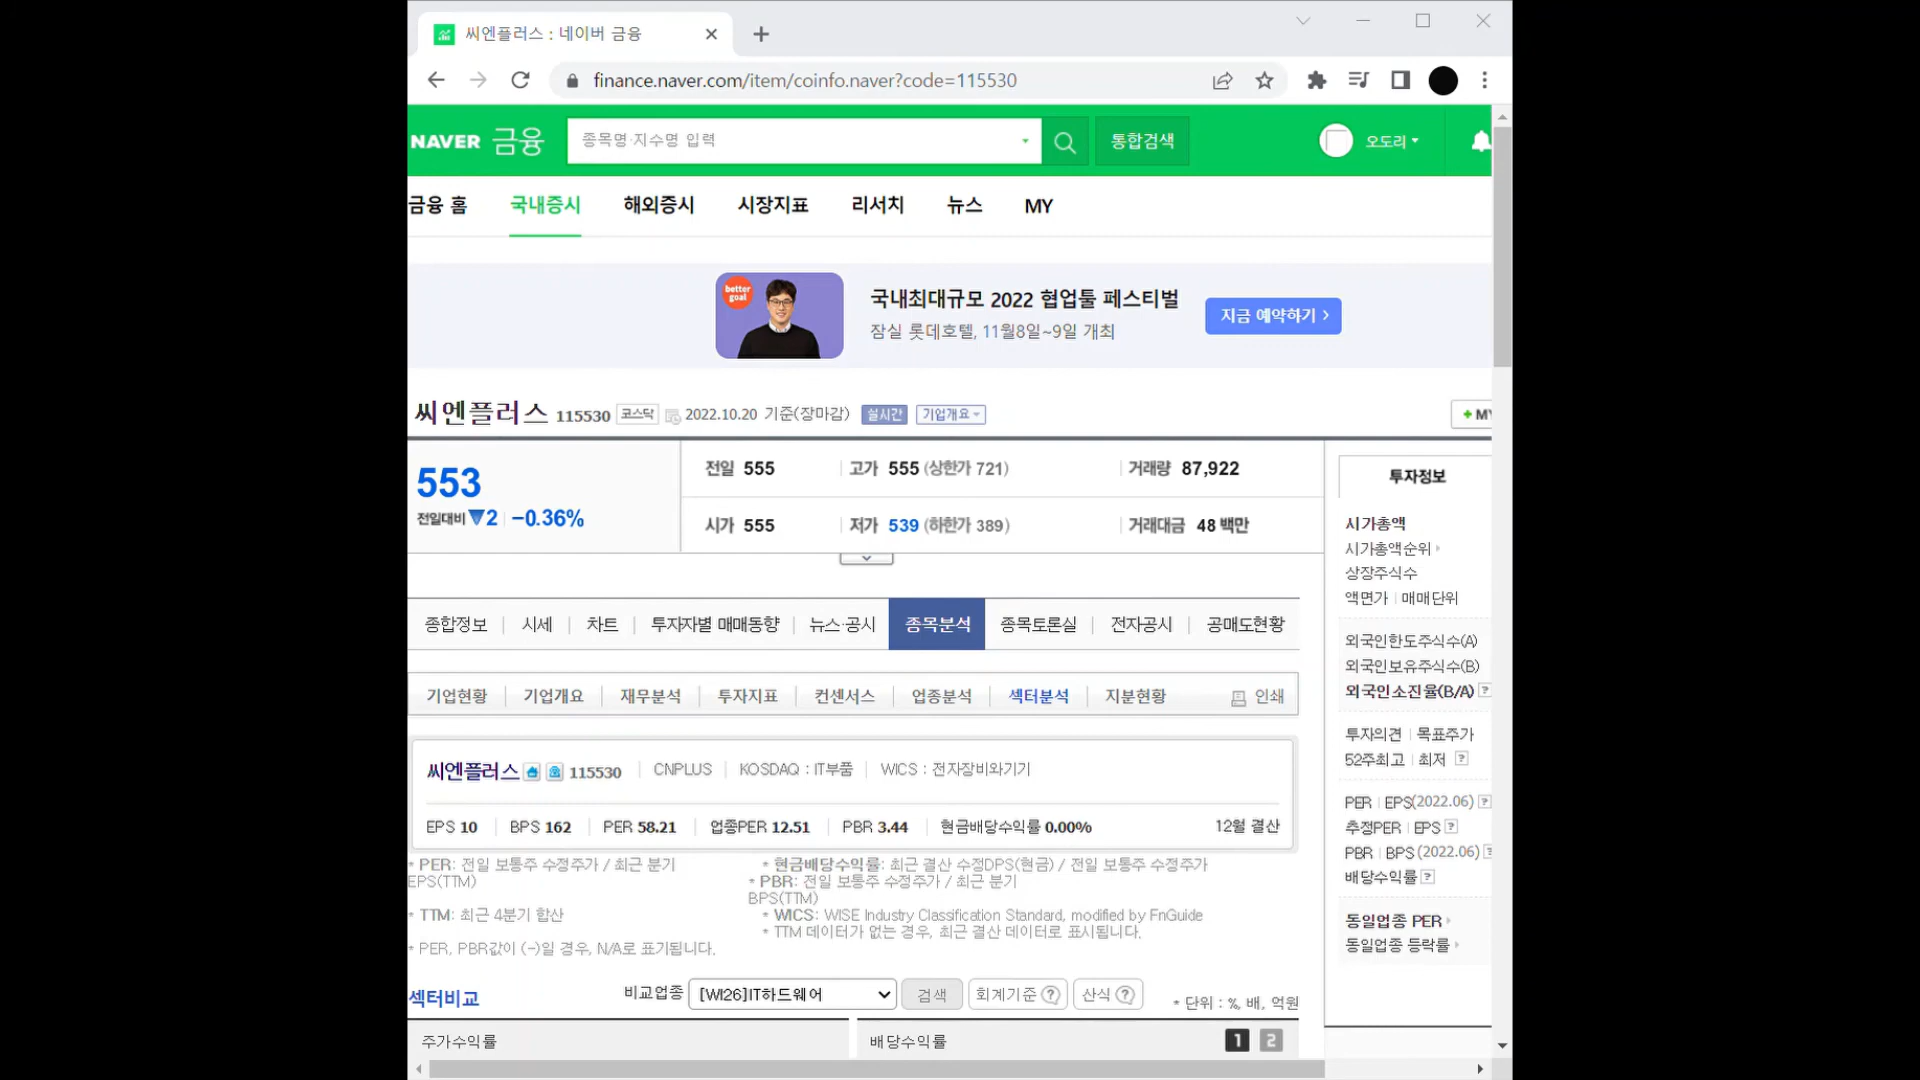 씨엔플러스 : 네이버 금융
finance.naver.com/item/coinfo.naver?code=115530
NAVER 금융 종목명·지수명 입력 통합검색 오도리
금융 홈 국내증시 해외증시 시장지표 리서치 뉴스 MY
better goal
국내최대규모 2022 협업툴 페스티벌
잠실 롯데호텔, 11월8일~9일 개최
지금 예약하기
씨엔플러스 115530 코스닥 2022.10.20 기준(장마감) 실시간 기업개요
553
전일대비 ▼2 -0.36%
전일 555 고가 555 (상한가 721) 거래량 87,922
시가 555 저가 539 (하한가 389) 거래대금 48 백만
종합정보 시세 차트 투자자별 매매동향 뉴스·공시 종목분석 종목토론실 전자공시 공매도현황
기업현황 기업개요 재무분석 투자지표 컨센서스 업종분석 섹터분석 지분현황 인쇄
씨엔플러스 115530 CNPLUS KOSDAQ : IT부품 WICS : 전자장비와기기
EPS 10 BPS 162 PER 58.21 업종PER 12.51 PBR 3.44 현금배당수익률 0.00% 12월 결산
* PER: 전일 보통주 수정주가 / 최근 분기
EPS(TTM)
* TTM: 최근 4분기 합산
* PER, PBR값이 (-)일 경우, N/A로 표기됩니다.
* 현금배당수익률: 최근 결산 수정DPS(현금) / 전일 보통주 수정주가
* PBR: 전일 보통주 수정주가 / 최근 분기
BPS(TTM)
* WICS: WISE Industry Classification Standard, modified by FnGuide
* TTM 데이터가 없는 경우, 최근 결산 데이터로 표시됩니다.
섹터비교 비교업종 [WI26]IT하드웨어 검색 회계기준 ? 산식 ? * 단위 : %, 배, 억원
주가수익률 배당수익률 1 2
+ MY
투자정보
시가총액
시가총액순위
상장주식수
액면가 매매단위
외국인한도주식수(A)
외국인보유주식수(B)
외국인소진율(B/A) ?
투자의견 목표주가
52주최고 최저 ?
PER EPS(2022.06) ?
추정PER EPS ?
PBR BPS(2022.06) ?
배당수익률 ?
동일업종 PER
동일업종 등락률